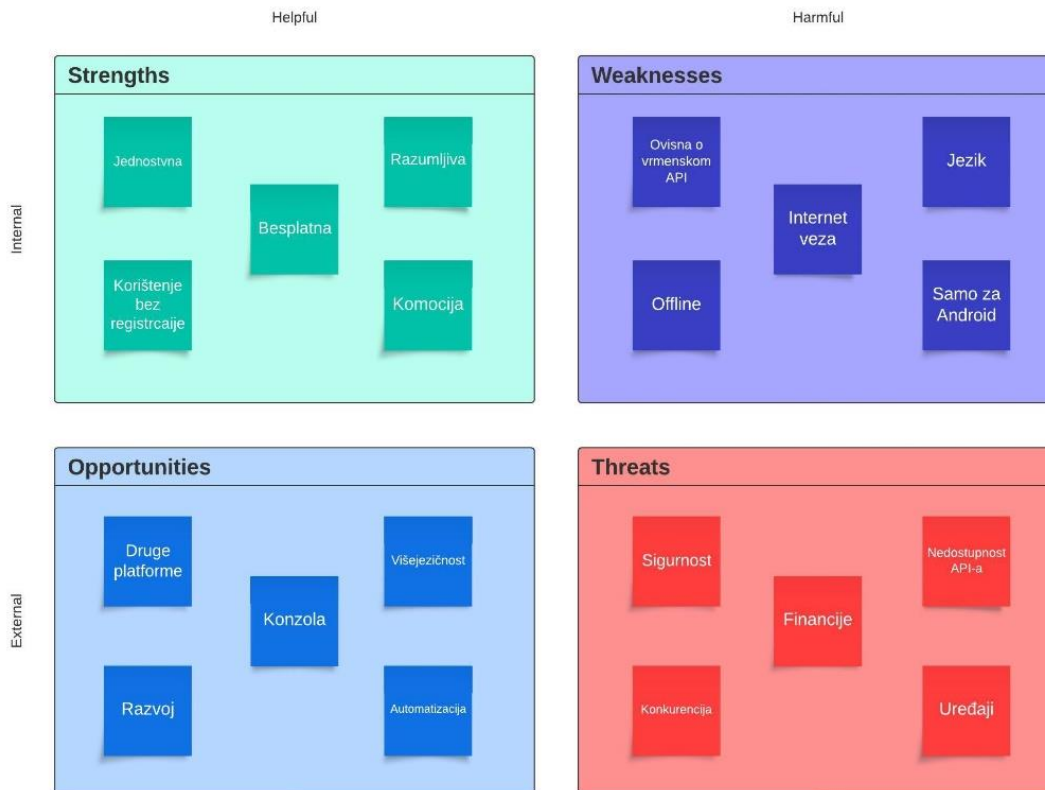 Helpful
Harmful
Internal
Strengths
Jednostvna
Razumljiva
Besplatna
Korištenje
bez
registrcaije
Komocija
Weaknesses
Ovisna o
vrmenskom
API
Jezik
Internet
veza
Offline
Samo za
Android
External
Opportunities
Druge
platforme
Višejezičnost
Konzola
Razvoj
Automatizacija
Threats
Sigurnost
Nedostupnost
API-a
Financije
Konkurencija
Uređaji